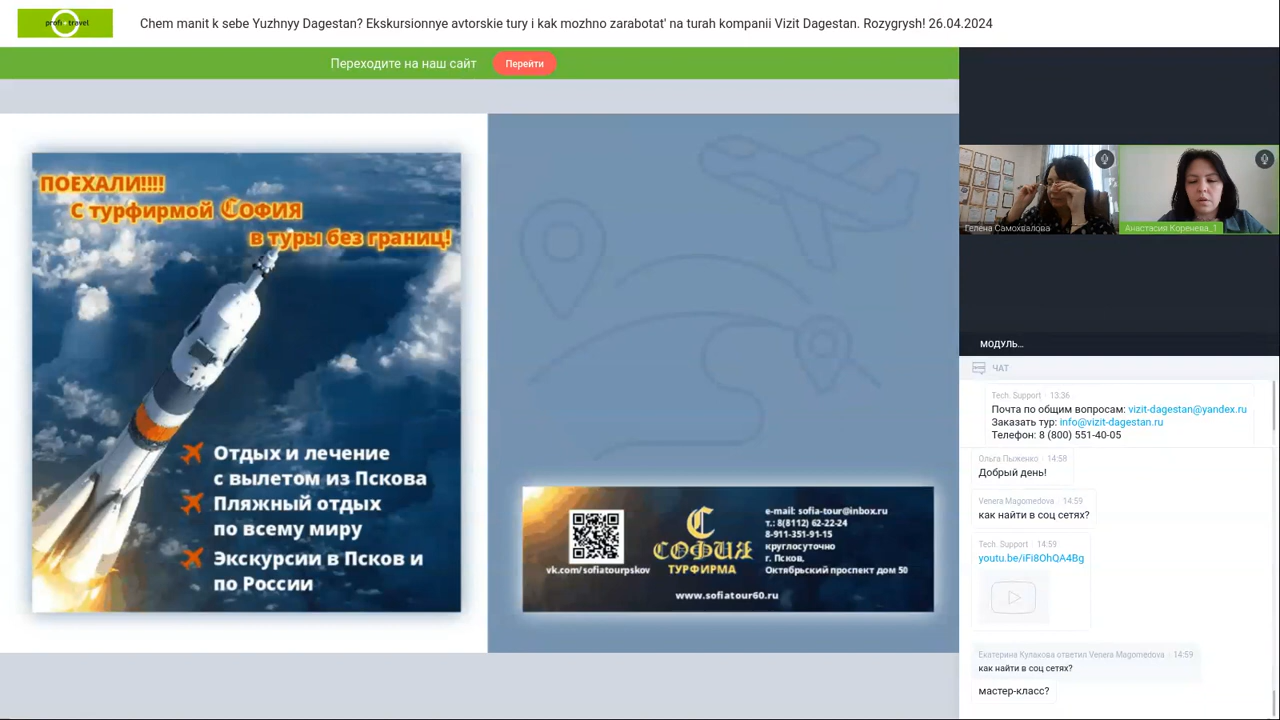 profi travel
Chem manit k sebe Yuzhnyy Dagestan? Ekskursionnye avtorskie tury i kak mozhno zarabotat' na turah kompanii Vizit Dagestan. Rozygrysh! 26.04.2024
Переходите на наш сайт
Перейти
ПОЕХАЛИ!!!!
С турфирмой СОФИЯ
в туры без границ!
Отдых и лечение
с вылетом из Пскова
Пляжный отдых
по всему миру
Экскурсии в Псков и
по России
vk.com/sofiatourpskov
С
СОФИЯ
ТУРФИРМА
e-mail: sofia-tour@inbox.ru
т.: 8(8112) 62-22-24
8-911-351-91-15
круглосуточно
г. Псков,
Октябрьский проспект дом 50
www.sofiatour60.ru
Гелена Самохвалова
Анастасия Коренева_1
МОДУЛЬ...
ЧАТ
Tech. Support 13:36
Почта по общим вопросам: vizit-dagestan@yandex.ru
Заказать тур: info@vizit-dagestan.ru
Телефон: 8 (800) 551-40-05
Ольга Пыженко 14:58
Добрый день!
Venera Magomedova 14:59
как найти в соц сетях?
Tech. Support 14:59
youtu.be/iFi8OhQA4Bg
Екатерина Кулакова ответил Venera Magomedova 14:59
как найти в соц сетях?
мастер-класс?